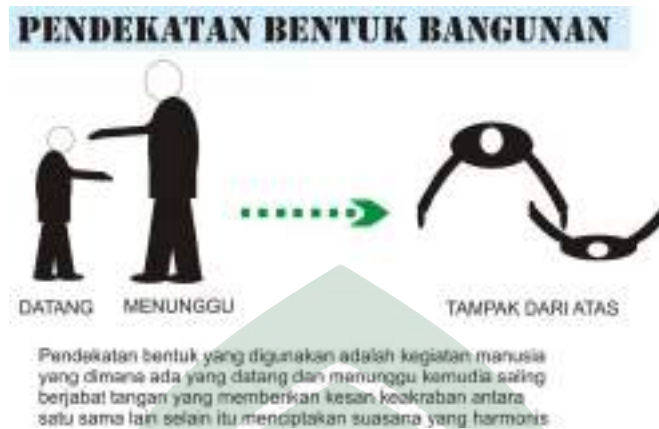 PENDEKATAN BENTUK BANGUNAN
DATANG MENUNGGU
TAMPAK DARI ATAS
Pendekatan bentuk yang digunakan adalah kegiatan manusia
yang dimana ada yang datang dan menunggu kemudia saling
berjabat tangan yang memberikan kesan keakraban antara
satu sama lain selain itu menciptakan suasana yang harmonis